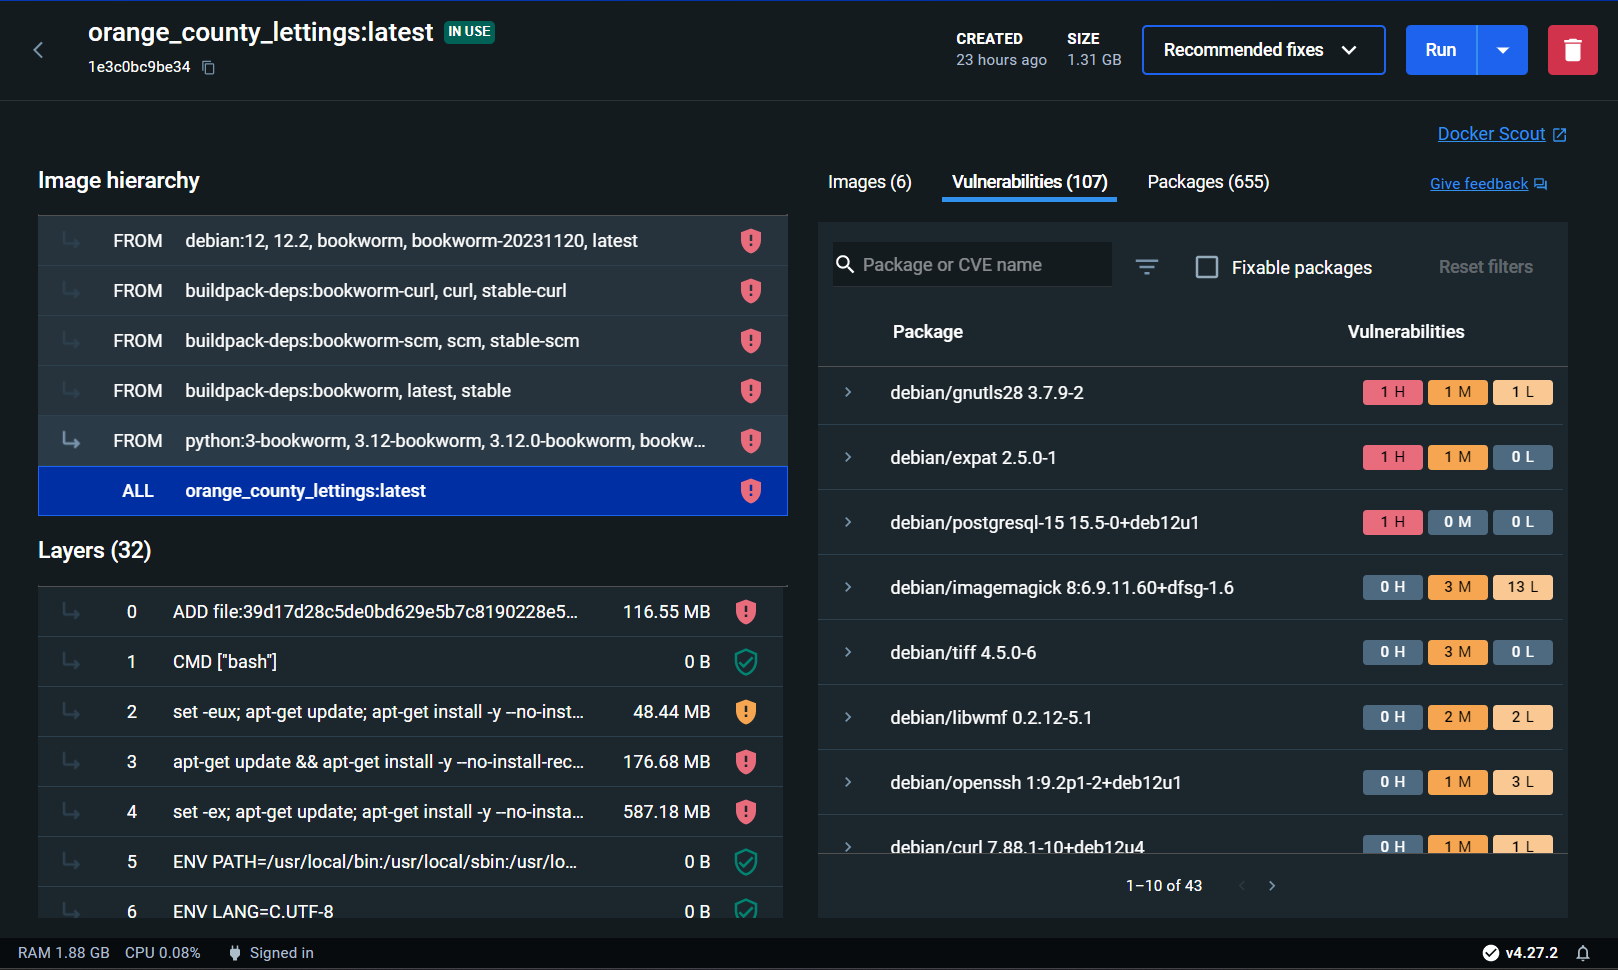 orange_county_lettings:latest IN USE
1e3c0bc9be34
CREATED
23 hours ago
SIZE
1.31 GB
Recommended fixes
Run
Docker Scout
Give feedback
Image hierarchy
FROM debian:12, 12.2, bookworm, bookworm-20231120, latest
FROM buildpack-deps:bookworm-curl, curl, stable-curl
FROM buildpack-deps:bookworm-scm, scm, stable-scm
FROM buildpack-deps:bookworm, latest, stable
FROM python:3-bookworm, 3.12-bookworm, 3.12.0-bookworm, bookw...
ALL orange_county_lettings:latest
Layers (32)
0 ADD file:39d17d28c5de0bd629e5b7c8190228e5... 116.55 MB
1 CMD ["bash"] 0 B
2 set -eux; apt-get update; apt-get install -y --no-inst... 48.44 MB
3 apt-get update && apt-get install -y --no-install-rec... 176.68 MB
4 set -ex; apt-get update; apt-get install -y --no-insta... 587.18 MB
5 ENV PATH=/usr/local/bin:/usr/local/sbin:/usr/lo... 0 B
6 ENV LANG=C.UTF-8 0 B
Images (6) Vulnerabilities (107) Packages (655)
Package or CVE name
Fixable packages
Reset filters
Package Vulnerabilities
debian/gnutls28 3.7.9-2 1 H 1 M 1 L
debian/expat 2.5.0-1 1 H 1 M 0 L
debian/postgresql-15 15.5-0+deb12u1 1 H 0 M 0 L
debian/imagemagick 8:6.9.11.60+dfsg-1.6 0 H 3 M 13 L
debian/tiff 4.5.0-6 0 H 3 M 0 L
debian/libwmf 0.2.12-5.1 0 H 2 M 2 L
debian/openssh 1:9.2p1-2+deb12u1 0 H 1 M 3 L
debian/curl 7.88.1-10+deb12u4 0 H 1 M 1 L
1–10 of 43
RAM 1.88 GB CPU 0.08% Signed in
v4.27.2